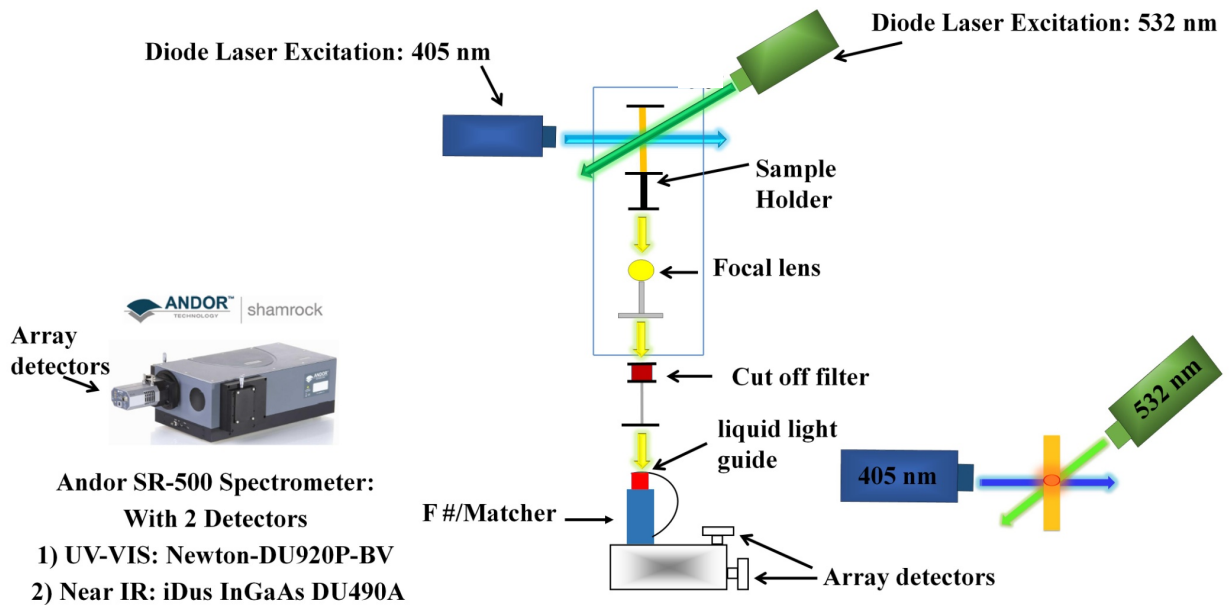 Diode Laser Excitation: 532 nm
Diode Laser Excitation: 405 nm
Sample
Holder
Focal lens
ANDOR™
TECHNOLOGY
shamrock
Array
detectors
ANDOR
Cut off filter
532 nm
liquid light
guide
405 nm
Andor SR-500 Spectrometer:
With 2 Detectors
F #/Matcher
1) UV-VIS: Newton-DU920P-BV
Array detectors
2) Near IR: iDus InGaAs DU490A